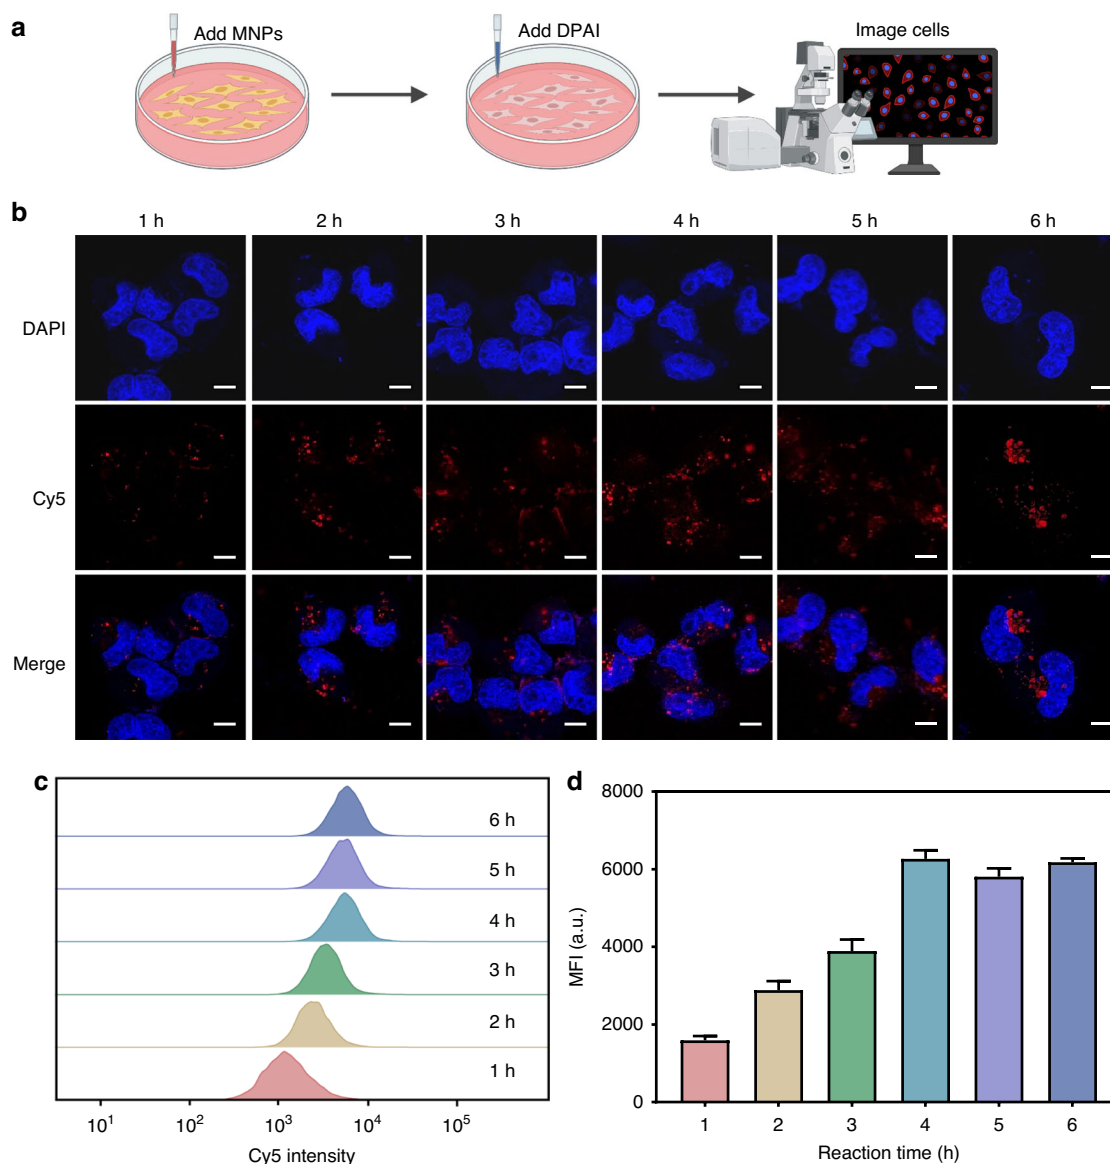 a
Add MNPs
Add DPAI
Image cells
b
1 h 2 h 3 h 4 h 5 h 6 h
DAPI
Cy5
Merge
c
6 h
5 h
4 h
3 h
2 h
1 h
10¹ 10² 10³ 10⁴ 10⁵
Cy5 intensity
d
8000
6000
4000
2000
0
MFI (a.u.)
1 2 3 4 5 6
Reaction time (h)